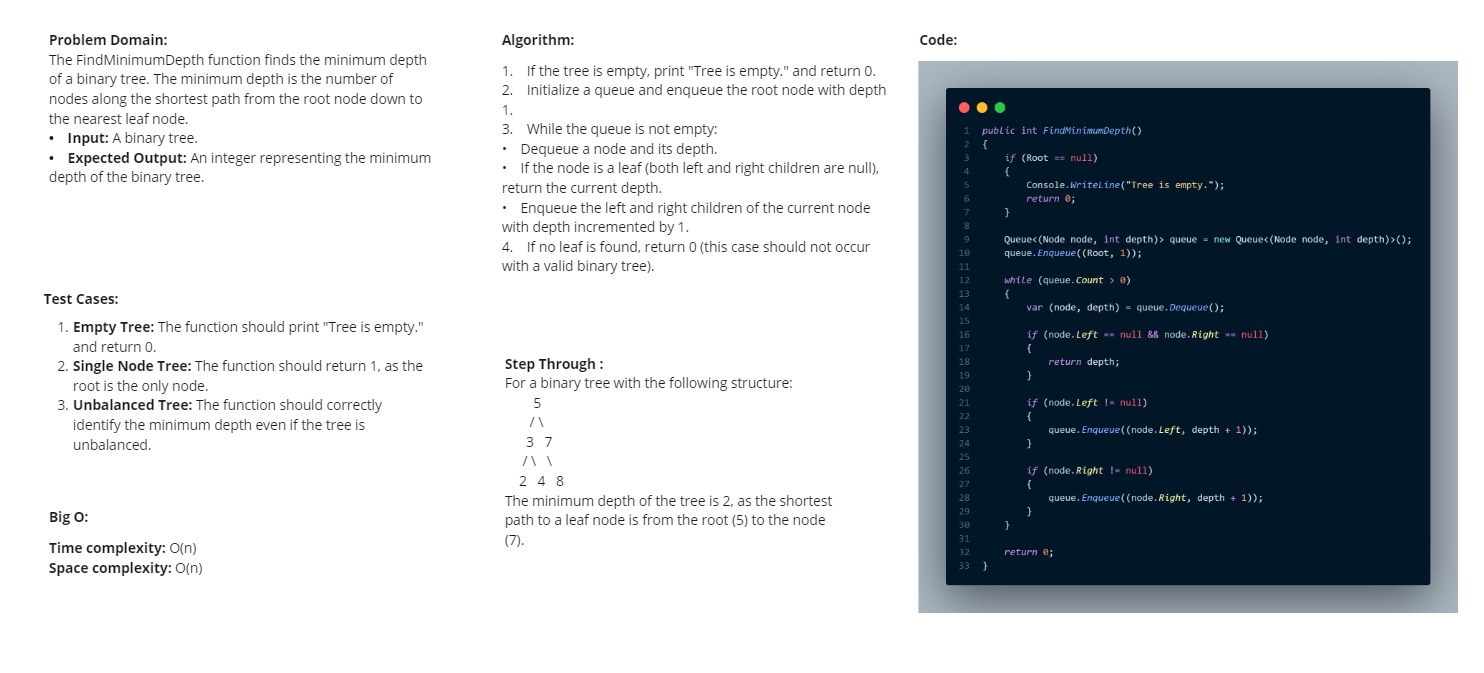 Problem Domain:
The FindMinimumDepth function finds the minimum depth
of a binary tree. The minimum depth is the number of
nodes along the shortest path from the root node down to
the nearest leaf node.
• Input: A binary tree.
• Expected Output: An integer representing the minimum
depth of the binary tree.
Test Cases:
1. Empty Tree: The function should print "Tree is empty."
and return 0.
2. Single Node Tree: The function should return 1, as the
root is the only node.
3. Unbalanced Tree: The function should correctly
identify the minimum depth even if the tree is
unbalanced.
Big O:
Time complexity: O(n)
Space complexity: O(n)
Algorithm:
1. If the tree is empty, print "Tree is empty." and return 0.
2. Initialize a queue and enqueue the root node with depth
1.
3. While the queue is not empty:
• Dequeue a node and its depth.
• If the node is a leaf (both left and right children are null),
return the current depth.
• Enqueue the left and right children of the current node
with depth incremented by 1.
4. If no leaf is found, return 0 (this case should not occur
with a valid binary tree).
Step Through :
For a binary tree with the following structure:
5
/ \
3 7
/ \ \
2 4 8
The minimum depth of the tree is 2, as the shortest
path to a leaf node is from the root (5) to the node
(7).
Code:
1 public int FindMinimumDepth()
2 {
3 if (Root == null)
4 {
5 Console.WriteLine("Tree is empty.");
6 return 0;
7 }
8
9 Queue<(Node node, int depth)> queue = new Queue<(Node node, int depth)>();
10 queue.Enqueue((Root, 1));
11
12 while (queue.Count > 0)
13 {
14 var (node, depth) = queue.Dequeue();
15
16 if (node.Left == null && node.Right == null)
17 {
18 return depth;
19 }
20
21 if (node.Left != null)
22 {
23 queue.Enqueue((node.Left, depth + 1));
24 }
25
26 if (node.Right != null)
27 {
28 queue.Enqueue((node.Right, depth + 1));
29 }
30 }
31
32 return 0;
33 }